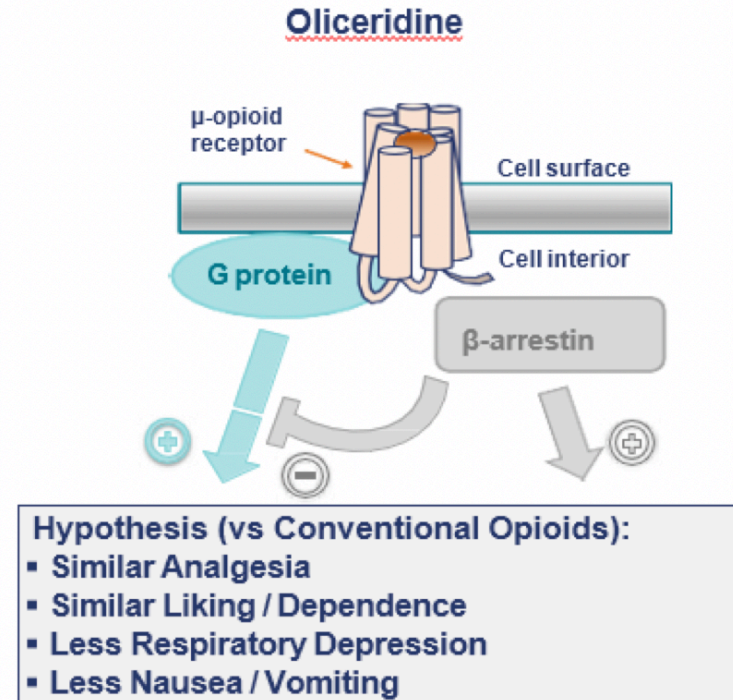 Oliceridine
μ-opioid
receptor
Cell surface
Cell interior
G protein
β-arrestin
+
−
+
Hypothesis (vs Conventional Opioids):
▪ Similar Analgesia
▪ Similar Liking / Dependence
▪ Less Respiratory Depression
▪ Less Nausea / Vomiting